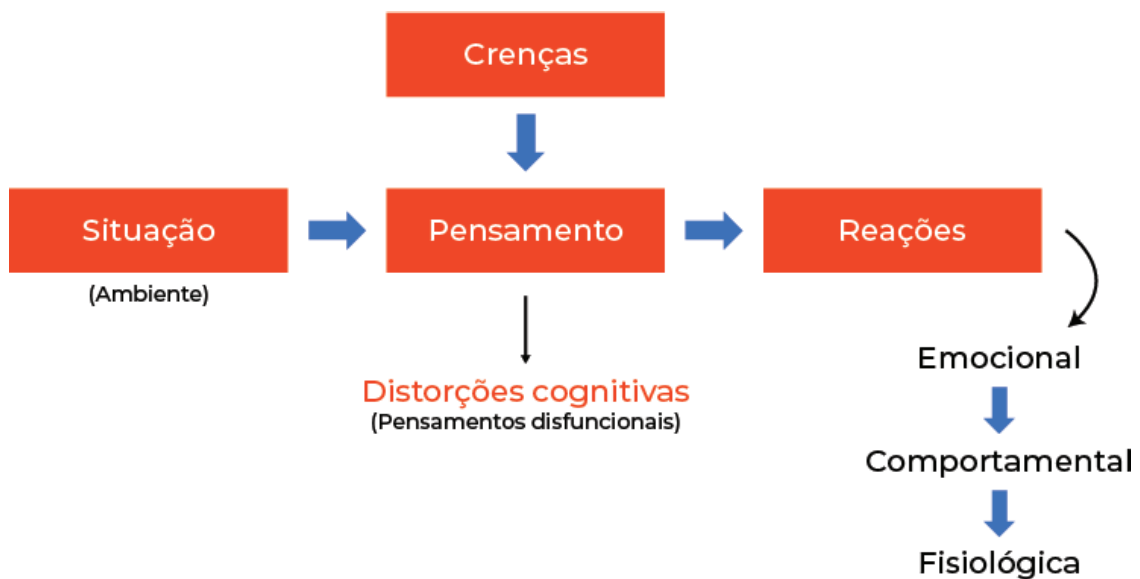 Crenças
Situação
(Ambiente)
Pensamento
Reações
Distorções cognitivas
(Pensamentos disfuncionais)
Emocional
Comportamental
Fisiológica